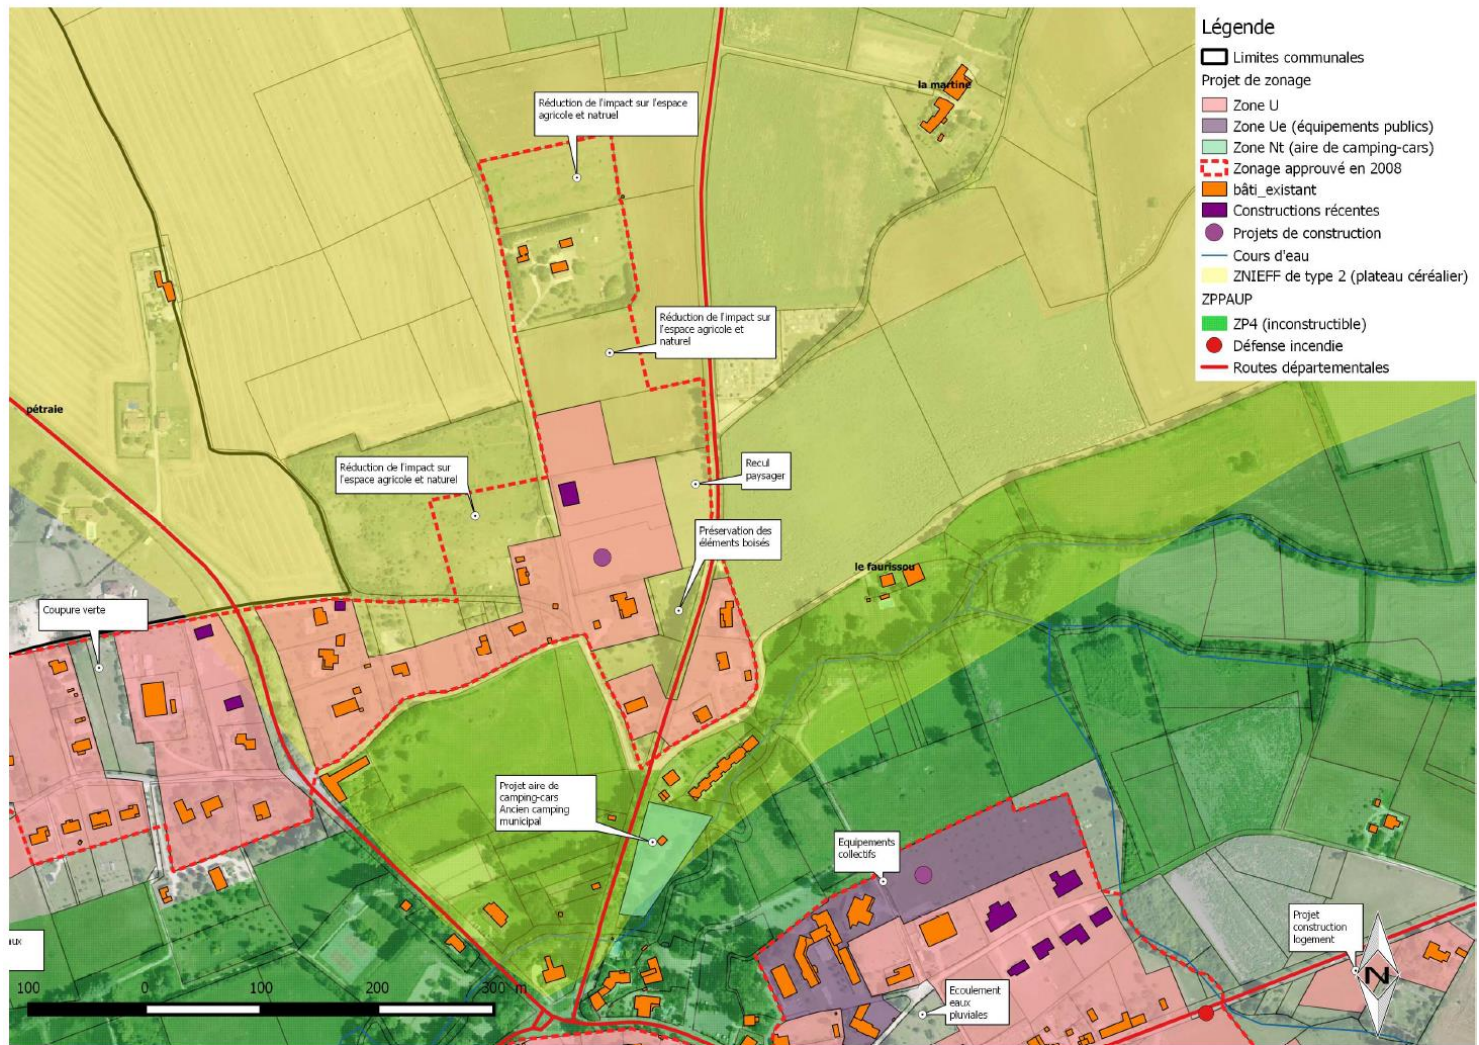 Légende
Limites communales
Projet de zonage
Zone U
Zone Ue (équipements publics)
Zone Nt (aire de camping-cars)
Zonage approuvé en 2008
bâti_existant
Constructions récentes
Projets de construction
Cours d'eau
ZNIEFF de type 2 (plateau céréalier)
ZPPAUP
ZP4 (inconstructible)
Défense incendie
Routes départementales
la martine
Réduction de l'impact sur l'espace
agricole et natruel
Réduction de l'impact sur
l'espace agricole et
naturel
pétraie
Réduction de l'impact sur
l'espace agricole et naturel
Recul
paysager
Préservation des
éléments boisés
le faurissou
Coupure verte
Projet aire de
camping-cars
Ancien camping
municipal
Equipements
collectifs
Projet
construction
logement
aux
Ecoulement
eaux
pluviales
100 0 100 200 300 m
N